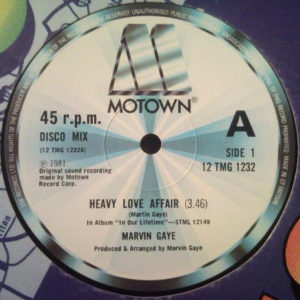 MOTOWN®
45 r.p.m.
DISCO MIX
(12 TMG 1232A)
A
SIDE 1
12 TMG 1232
℗ 1981
Original sound recording
made by Motown
Record Corp.
HEAVY LOVE AFFAIR (3.46)
(Martin Gaye)
in Album "In Our Lifetime"—STML 12149
MARVIN GAYE
Produced & Arranged by Marvin Gaye